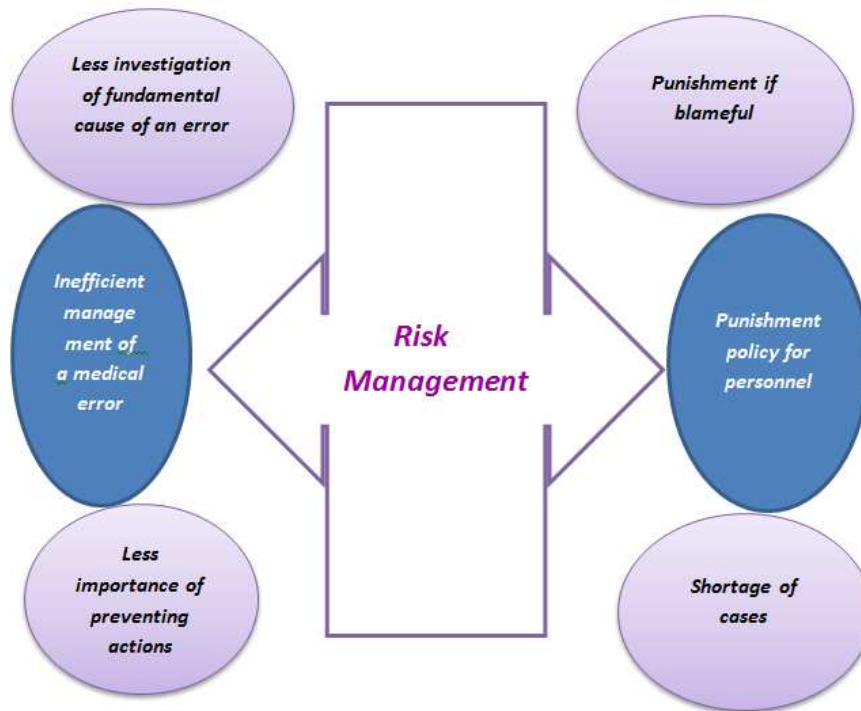 Less investigation
of fundamental
cause of an error
Punishment if
blameful
Inefficient
manage
ment of
a medical
error
Risk
Management
Punishment
policy for
personnel
Less
importance of
preventing
actions
Shortage of
cases